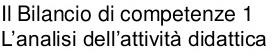 Il Bilancio di competenze 1
L'analisi dell'attività didattica